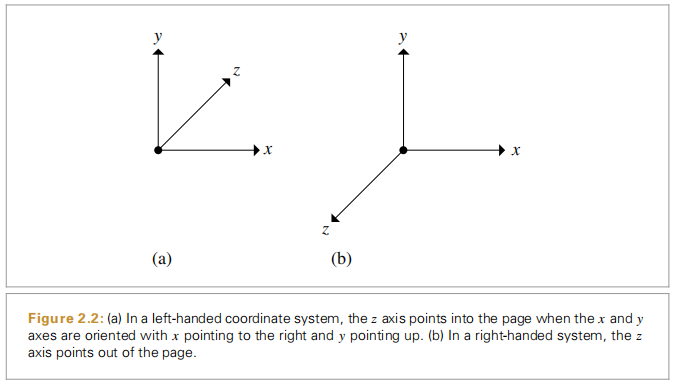 y
z
x
(a)
y
x
z
(b)
Figure 2.2: (a) In a left-handed coordinate system, the z axis points into the page when the x and y
axes are oriented with x pointing to the right and y pointing up. (b) In a right-handed system, the z
axis points out of the page.